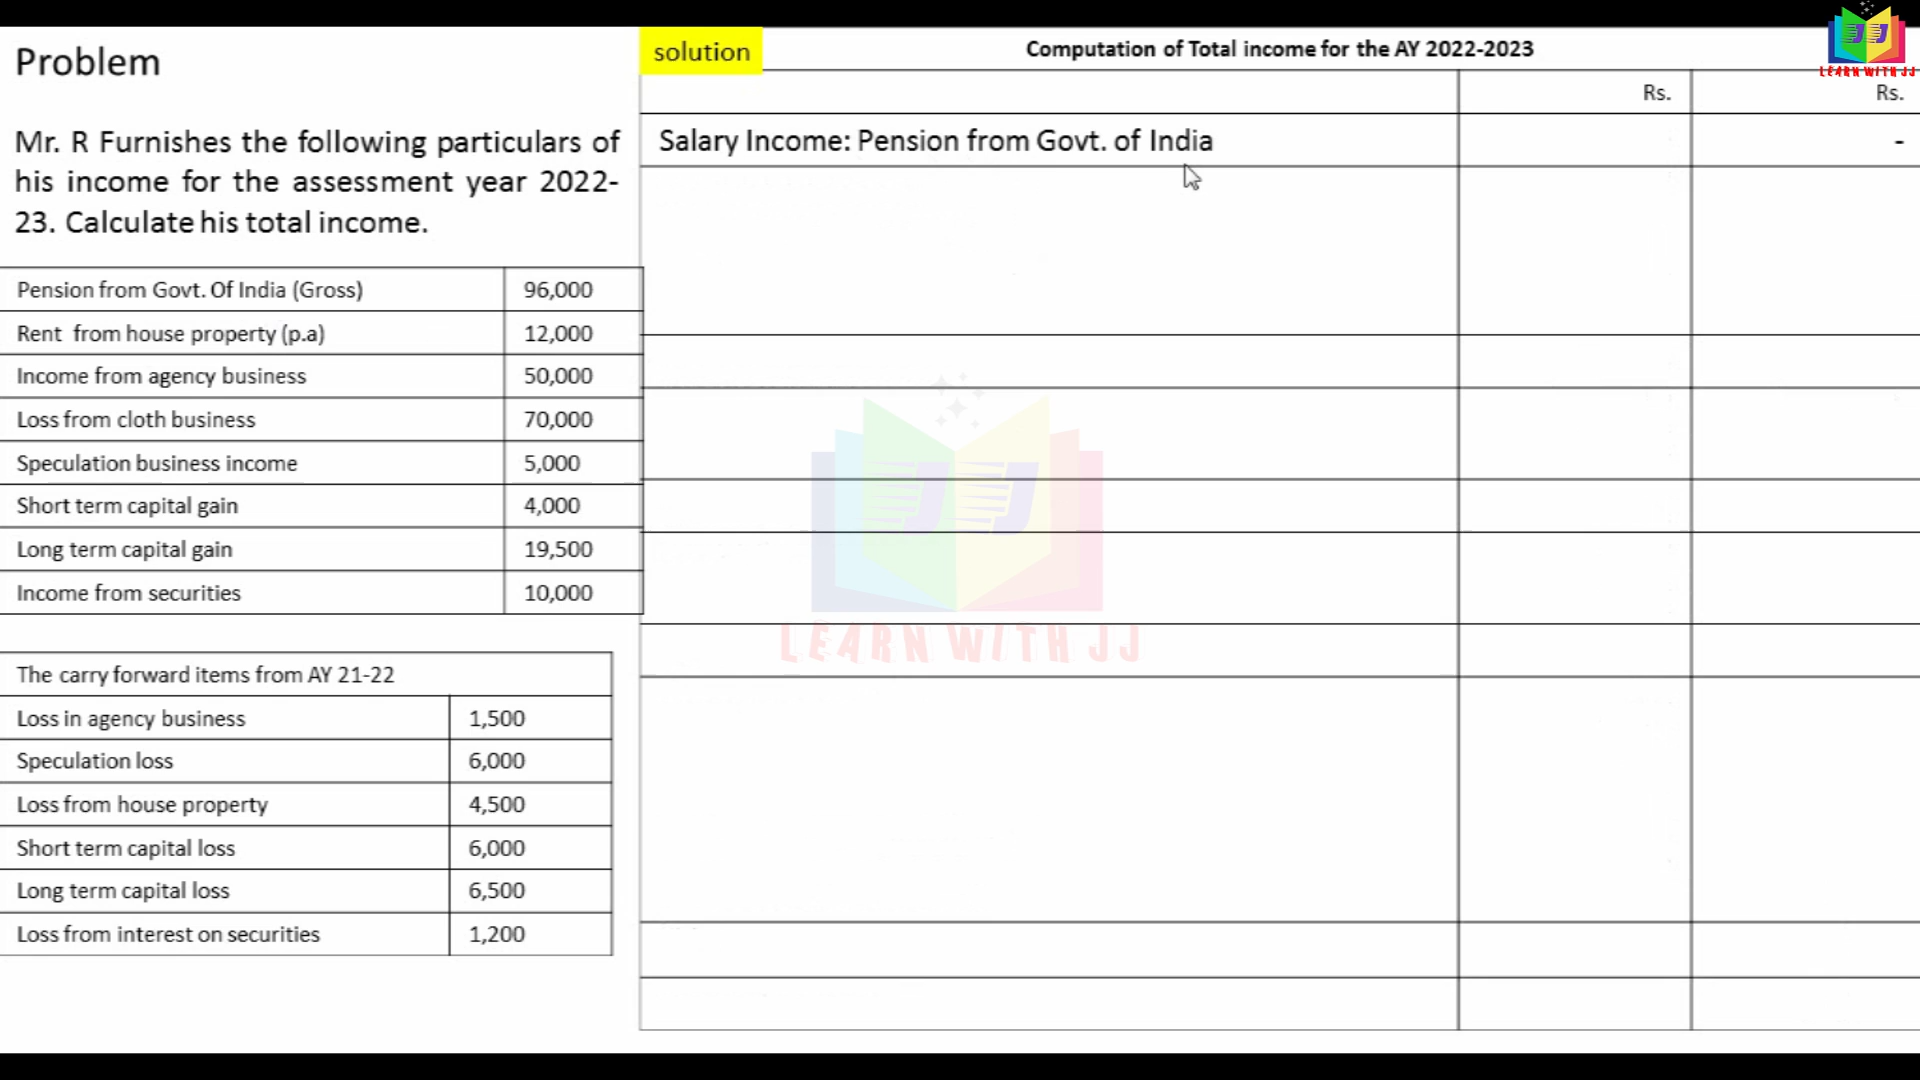 Problem
Mr. R Furnishes the following particulars of
his income for the assessment year 2022-
23. Calculate his total income.
Pension from Govt. Of India (Gross) 96,000
Rent from house property (p.a) 12,000
Income from agency business 50,000
Loss from cloth business 70,000
Speculation business income 5,000
Short term capital gain 4,000
Long term capital gain 19,500
Income from securities 10,000
The carry forward items from AY 21-22
Loss in agency business 1,500
Speculation loss 6,000
Loss from house property 4,500
Short term capital loss 6,000
Long term capital loss 6,500
Loss from interest on securities 1,200
solution
Computation of Total income for the AY 2022-2023
Rs. Rs.
Salary Income: Pension from Govt. of India -
JJ
LEARN WITH JJ
JJ
LEARN WITH JJ